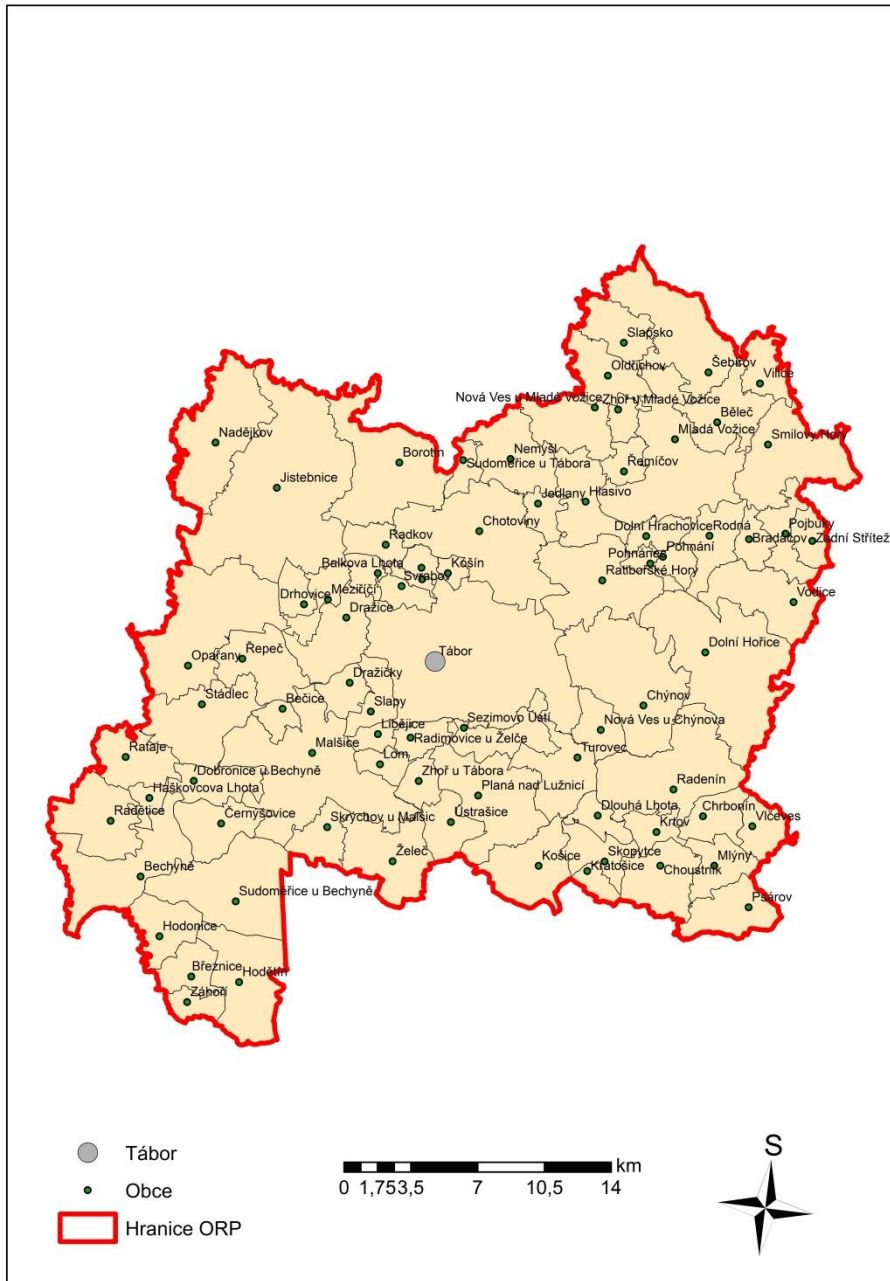 Slapsko
Oldřichov
Šebířov
Vilice
Nová Ves u Mladé Vožice
Zhoř u Mladé Vožice
Běleč
Mladá Vožice
Smilovy Hory
Nadějkov
Borotín
Nemyšl
Sudoměřice u Tábora
Řemíčov
Jistebnice
Jedlany
Hlasivo
Chotoviny
Dolní Hrachovice
Rodná
Pojbuky
Bradáčov
Zadní Střítež
Radkov
Pohnánec
Pohnání
Balkova Lhota
Svrabov
Košín
Ratibořské Hory
Drhovice
Meziříčí
Dražice
Vodice
Tábor
Dolní Hořice
Opařany
Řepeč
Dražičky
Stádlec
Bečice
Slapy
Chýnov
Libějice
Sezimovo Ústí
Radimovice u Želče
Nová Ves u Chýnova
Malšice
Lom
Turovec
Rataje
Dobronice u Bechyně
Zhoř u Tábora
Planá nad Lužnicí
Radenín
Haškovcova Lhota
Radětice
Černýšovice
Skrýchov u Malšic
Ústrašice
Dlouhá Lhota
Chrbonín
Krtov
Vlčeves
Bechyně
Želeč
Košice
Skopytce
Krátošice
Choustník
Mlýny
Sudoměřice u Bechyně
Psárov
Hodonice
Březnice
Hodětín
Záhoří
S
Tábor
Obce
Hranice ORP
km
0 1,75 3,5 7 10,5 14